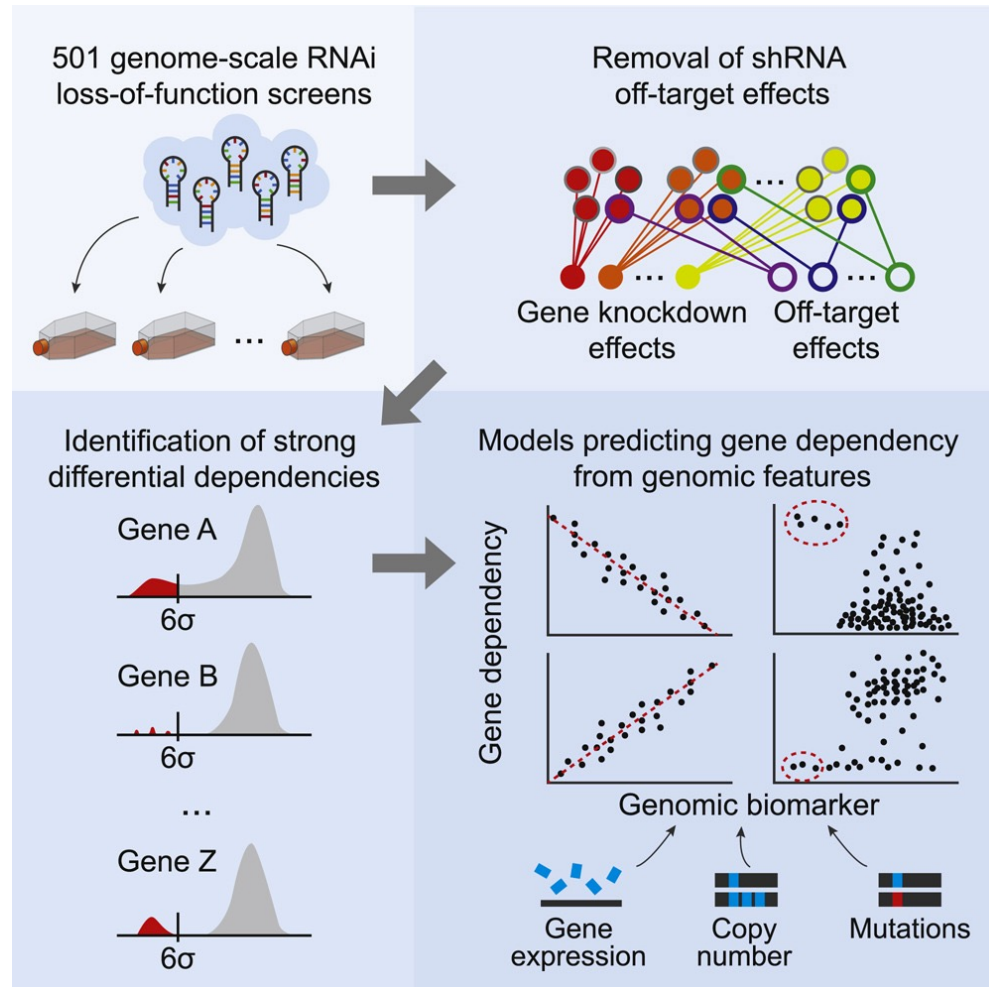 501 genome-scale RNAi
loss-of-function screens
...
Removal of shRNA
off-target effects
...
... ...
Gene knockdown
effects
Off-target
effects
Identification of strong
differential dependencies
Gene A
6σ
Gene B
6σ
...
Gene Z
6σ
Models predicting gene dependency
from genomic features
Gene dependency
Genomic biomarker
Gene
expression
Copy
number
Mutations